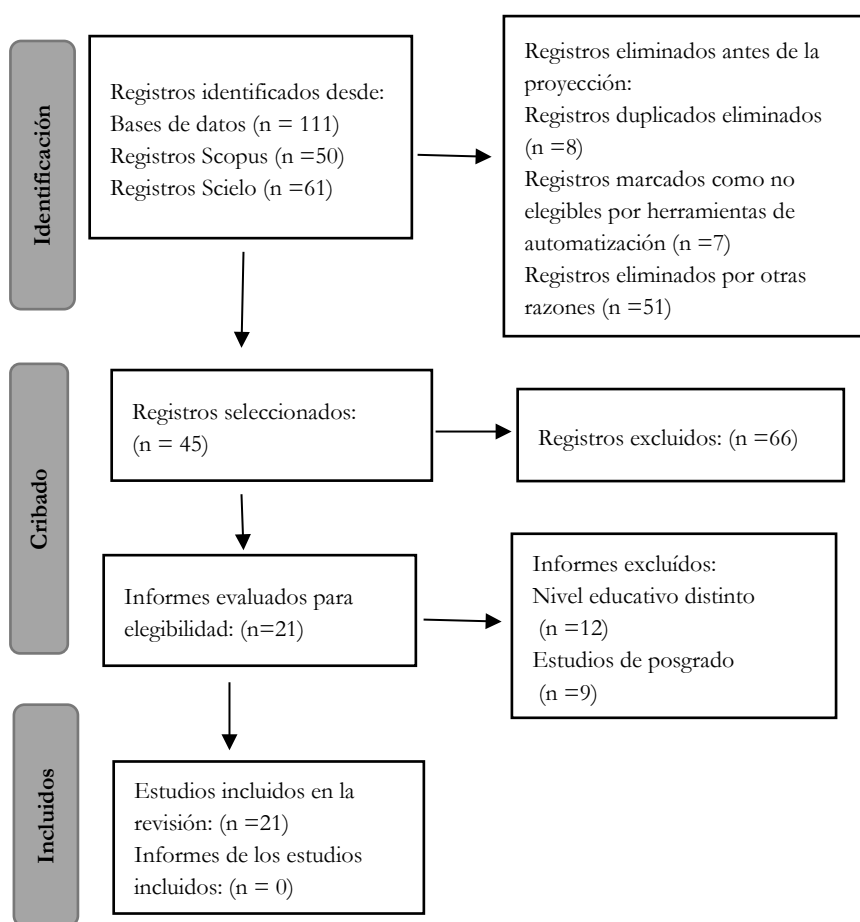 Identificación
Registros identificados desde:
Bases de datos (n = 111)
Registros Scopus (n =50)
Registros Scielo (n =61)
Registros eliminados antes de la
proyección:
Registros duplicados eliminados
(n =8)
Registros marcados como no
elegibles por herramientas de
automatización (n =7)
Registros eliminados por otras
razones (n =51)
Cribado
Registros seleccionados:
(n = 45)
Registros excluidos: (n =66)
Informes evaluados para
elegibilidad: (n=21)
Informes excluídos:
Nivel educativo distinto
(n =12)
Estudios de posgrado
(n =9)
Incluidos
Estudios incluidos en la
revisión: (n =21)
Informes de los estudios
incluidos: (n = 0)